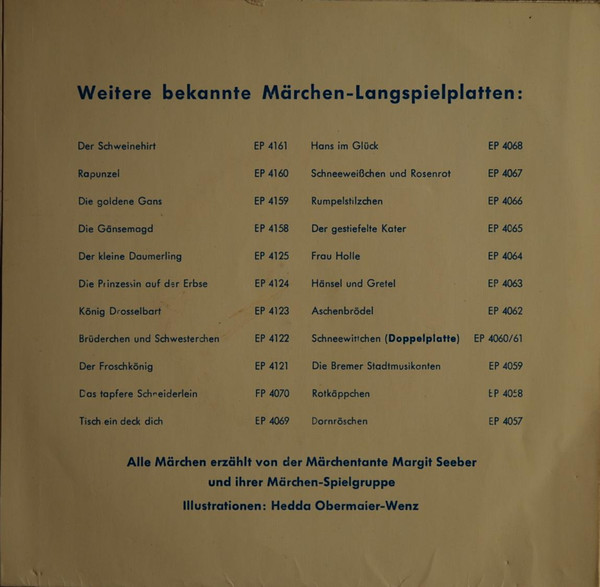 Weitere bekannte Märchen-Langspielplatten:
Der Schweinehirt EP 4161
Rapunzel EP 4160
Die goldene Gans EP 4159
Die Gänsemagd EP 4158
Der kleine Daumerling EP 4125
Die Prinzessin auf der Erbse EP 4124
König Drosselbart EP 4123
Brüderchen und Schwesterchen EP 4122
Der Froschkönig EP 4121
Das tapfere Schneiderlein EP 4070
Tisch ein deck dich EP 4069
Hans im Glück EP 4068
Schneeweißchen und Rosenrot EP 4067
Rumpelstilzchen EP 4066
Der gestiefelte Kater EP 4065
Frau Holle EP 4064
Hänsel und Gretel EP 4063
Aschenbrödel EP 4062
Schneewittchen (Doppelplatte) EP 4060/61
Die Bremer Stadtmusikanten EP 4059
Rotkäppchen EP 4058
Dornröschen EP 4057
Alle Märchen erzählt von der Märchentante Margit Seeber
und ihrer Märchen-Spielgruppe
Illustrationen: Hedda Obermaier-Wenz